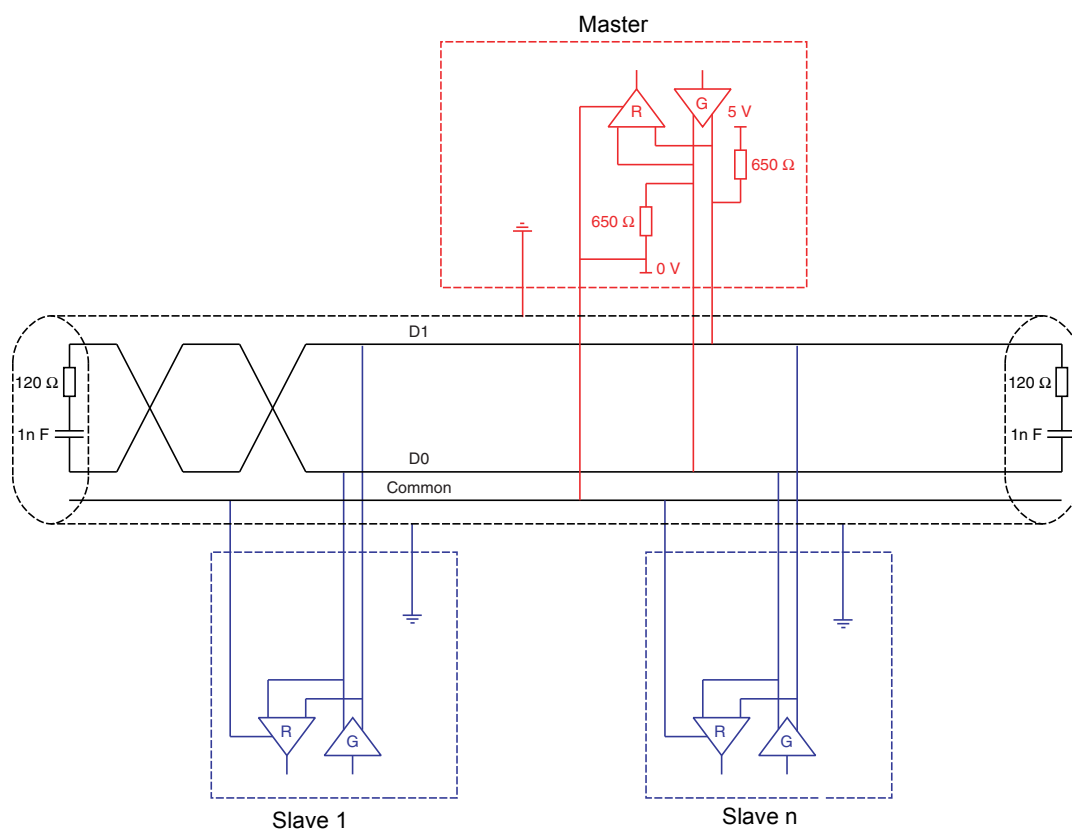 Master
R
G
5 V
650 Ω
650 Ω
0 V
D1
120 Ω
120 Ω
1n F
1n F
D0
Common
R
G
R
G
Slave 1
Slave n